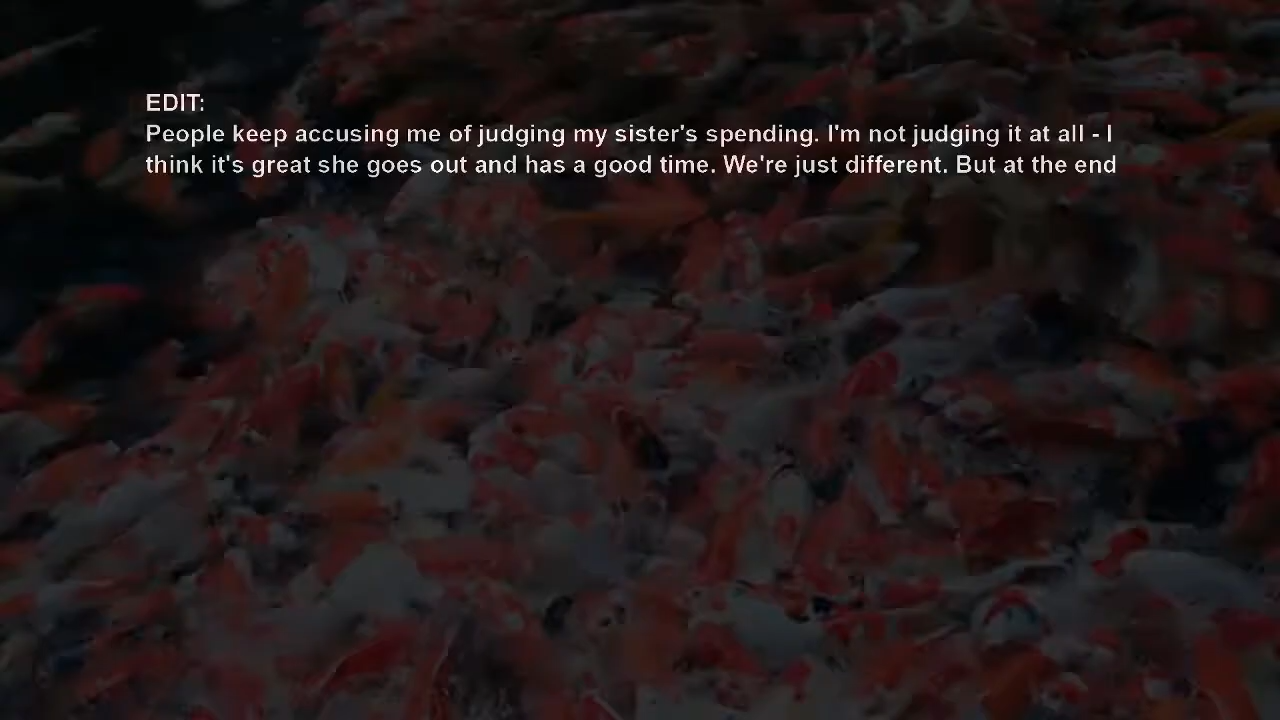 EDIT:
People keep accusing me of judging my sister's spending. I'm not judging it at all - I
think it's great she goes out and has a good time. We're just different. But at the end